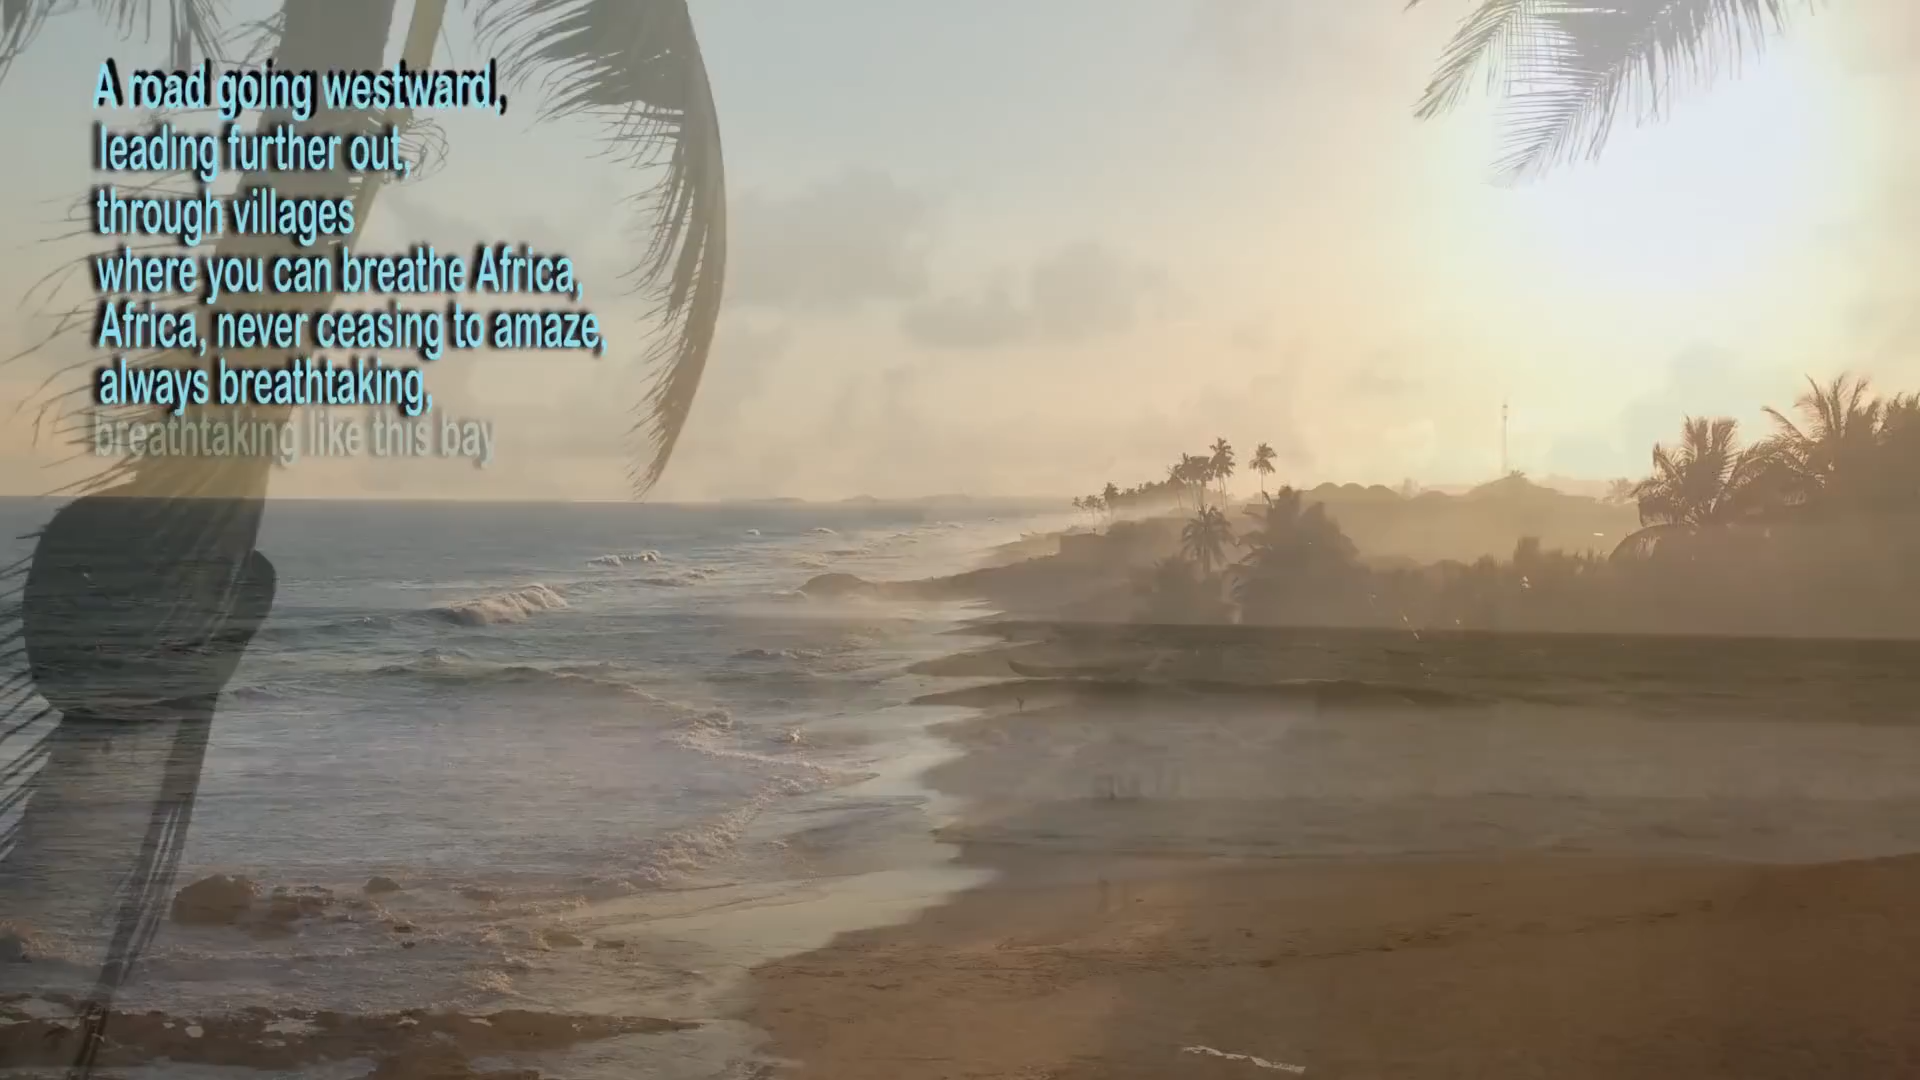 A road going westward,
leading further out,
through villages
where you can breathe Africa,
Africa, never ceasing to amaze,
always breathtaking,
breathtaking like this bay